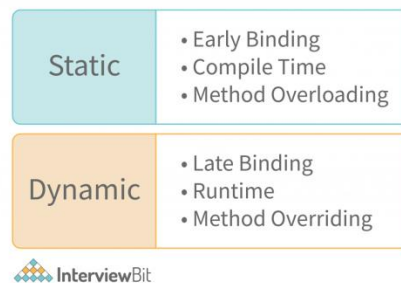 Static
• Early Binding
• Compile Time
• Method Overloading
Dynamic
• Late Binding
• Runtime
• Method Overriding
InterviewBit